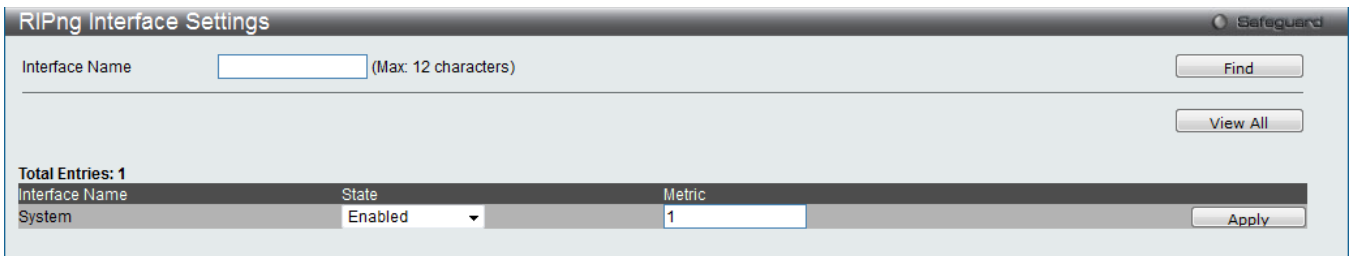 RIPng Interface Settings
Safeguard
Interface Name (Max: 12 characters) Find
View All
Total Entries: 1
Interface Name State Metric
System Enabled 1 Apply